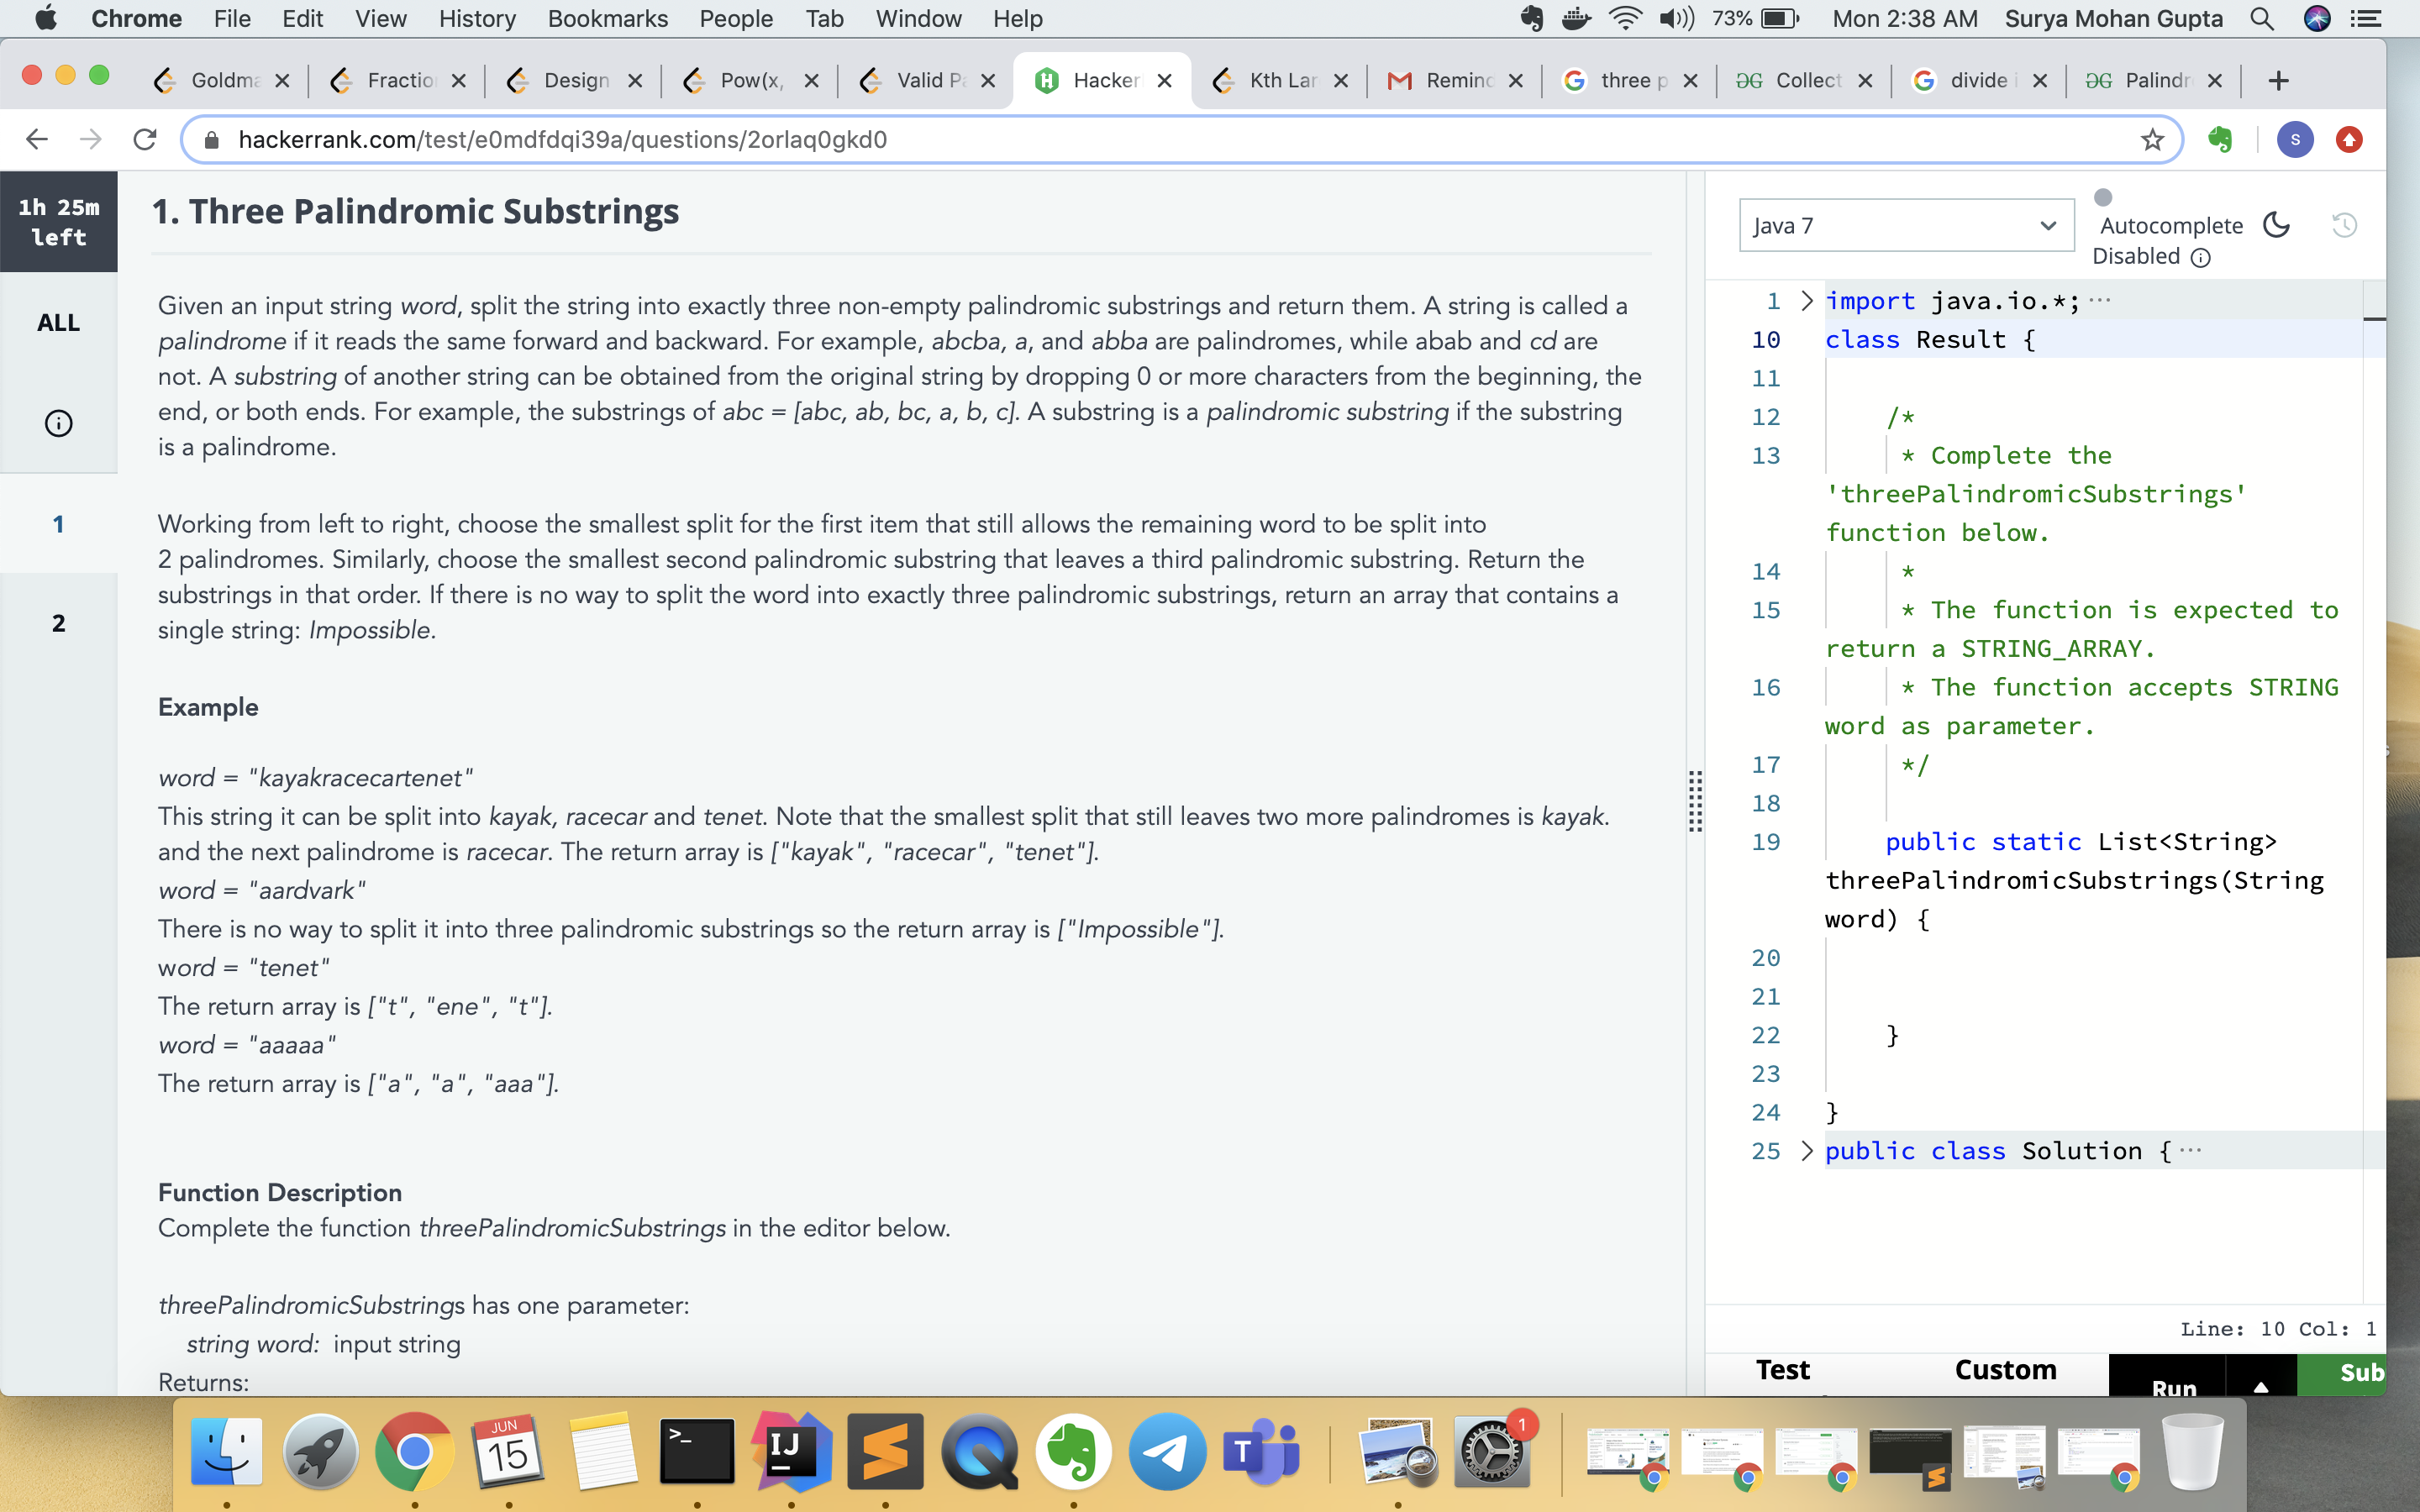 Chrome File Edit View History Bookmarks People Tab Window Help 73% Mon 2:38 AM Surya Mohan Gupta
Goldma Fractio Design Pow(x, Valid Pa Hacker Kth Lar Remind three p Collect divide i Palindr
hackerrank.com/test/e0mdfdqi39a/questions/2orlaq0gkd0
S
1h 25m
left
ALL
1
2
1. Three Palindromic Substrings
Given an input string word, split the string into exactly three non-empty palindromic substrings and return them. A string is called a
palindrome if it reads the same forward and backward. For example, abcba, a, and abba are palindromes, while abab and cd are
not. A substring of another string can be obtained from the original string by dropping 0 or more characters from the beginning, the
end, or both ends. For example, the substrings of abc = [abc, ab, bc, a, b, c]. A substring is a palindromic substring if the substring
is a palindrome.
Working from left to right, choose the smallest split for the first item that still allows the remaining word to be split into
2 palindromes. Similarly, choose the smallest second palindromic substring that leaves a third palindromic substring. Return the
substrings in that order. If there is no way to split the word into exactly three palindromic substrings, return an array that contains a
single string: Impossible.
Example
word = "kayakracecartenet"
This string it can be split into kayak, racecar and tenet. Note that the smallest split that still leaves two more palindromes is kayak.
and the next palindrome is racecar. The return array is ["kayak", "racecar", "tenet"].
word = "aardvark"
There is no way to split it into three palindromic substrings so the return array is ["Impossible"].
word = "tenet"
The return array is ["t", "ene", "t"].
word = "aaaaa"
The return array is ["a", "a", "aaa"].
Function Description
Complete the function threePalindromicSubstrings in the editor below.
threePalindromicSubstrings has one parameter:
string word: input string
Returns:
Java 7
Autocomplete
Disabled
1 import java.io.*;···
10 class Result {
11
12 /*
13 * Complete the
'threePalindromicSubstrings'
function below.
14 *
15 * The function is expected to
return a STRING_ARRAY.
16 * The function accepts STRING
word as parameter.
17 */
18
19 public static List<String>
threePalindromicSubstrings(String
word) {
20
21
22 }
23
24 }
25 public class Solution {···
Line: 10 Col: 1
Test Custom Run Sub
JUN
15
>_
IJ
T
1